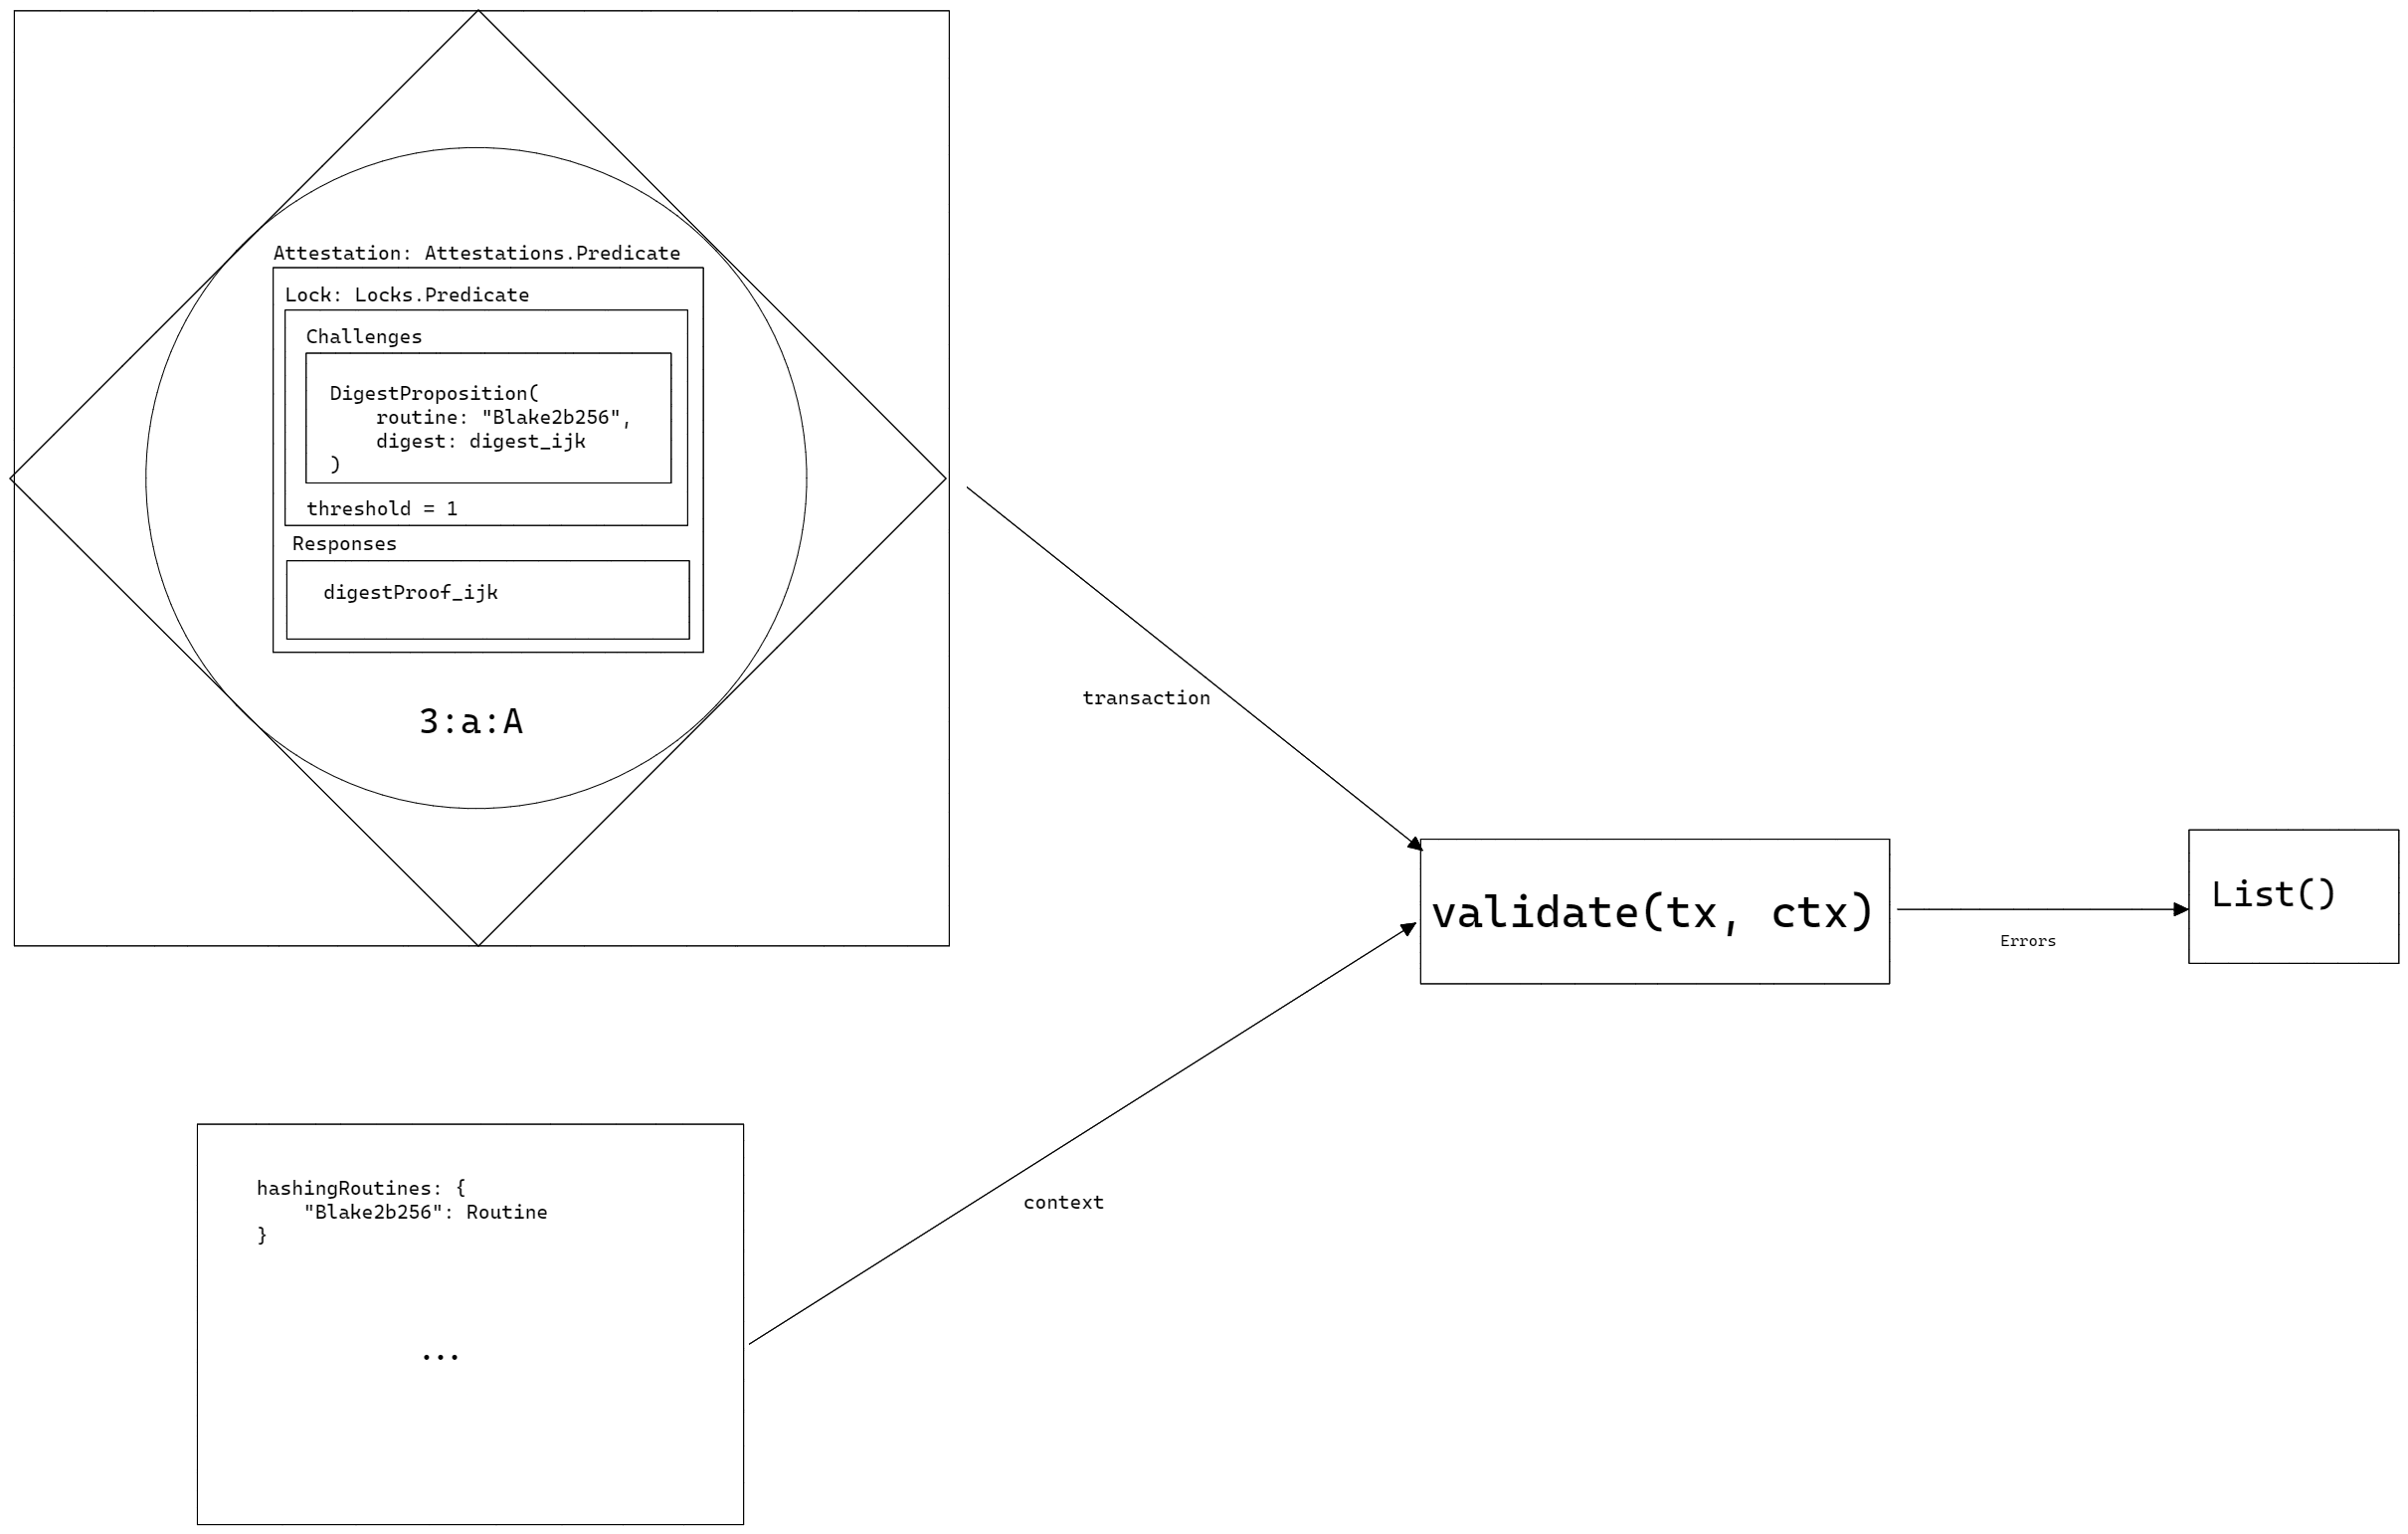 Attestation: Attestations.Predicate
Lock: Locks.Predicate
Challenges
DigestProposition(
    routine: "Blake2b256",
    digest: digest_ijk
)
threshold = 1
Responses
digestProof_ijk
3:a:A
transaction
validate(tx, ctx)
Errors
List()
hashingRoutines: {
    "Blake2b256": Routine
}
...
context